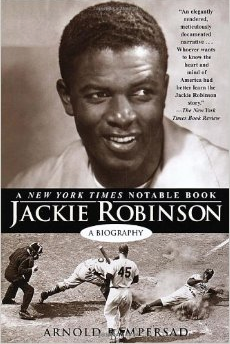 "An elegantly
rendered,
meticulously
documented
narrative . . .
Whoever wants
to know the
heart and
mind of America
had better learn the
Jackie Robinson
story."
—The New York
Times Book Review
A NEW YORK TIMES NOTABLE BOOK
JACKIE ROBINSON
A BIOGRAPHY
45
ARNOLD RAMPERSAD